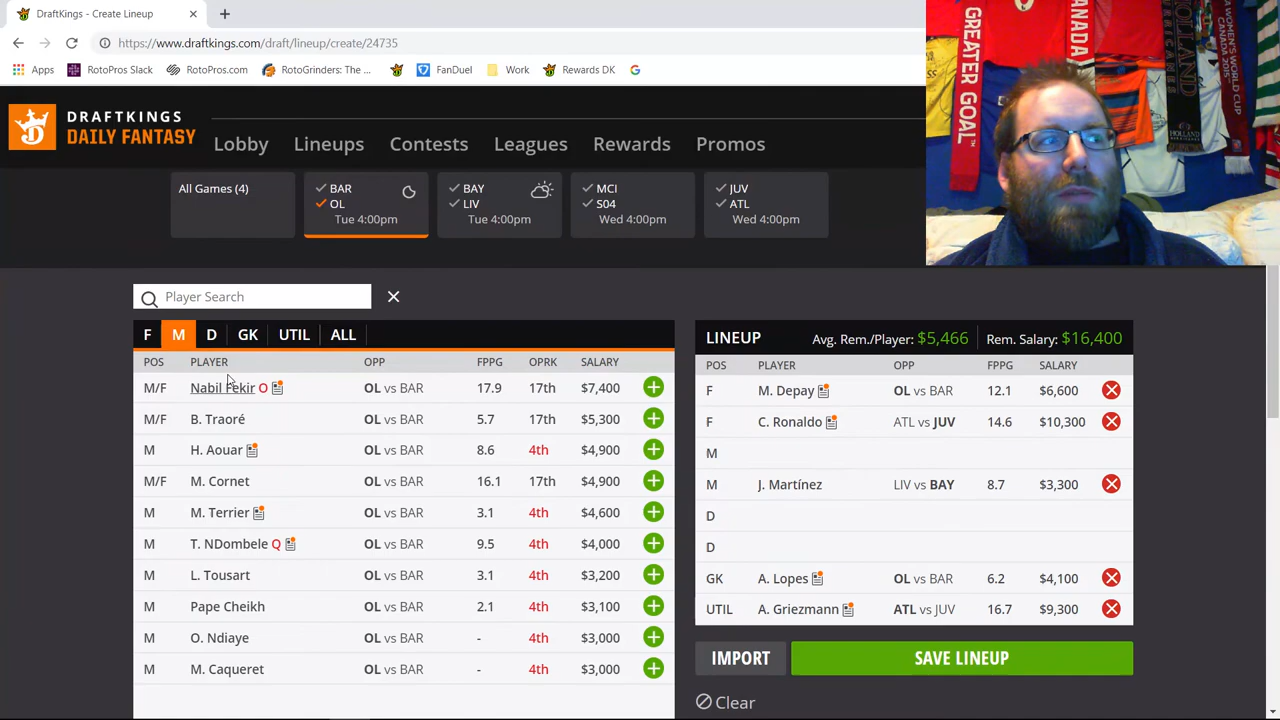 DraftKings - Create Lineup
https://www.draftkings.com/draft/lineup/create/24735
Apps RotoPros Slack RotoPros.com RotoGrinders: The ... FanDuel Work Rewards DK
DRAFTKINGS
DAILY FANTASY
Lobby Lineups Contests Leagues Rewards Promos
All Games (4)
BAR
OL
Tue 4:00pm
BAY
LIV
Tue 4:00pm
MCI
S04
Wed 4:00pm
JUV
ATL
Wed 4:00pm
GREATER GOAL
CANADA
HOLLAND
A WOMEN'S WORLD CUP
CANADA 2015
HOLLAND
Player Search
F M D GK UTIL ALL
POS PLAYER OPP FPPG OPRK SALARY
M/F Nabil Fekir O OL vs BAR 17.9 17th $7,400
M/F B. Traoré OL vs BAR 5.7 17th $5,300
M H. Aouar OL vs BAR 8.6 4th $4,900
M/F M. Cornet OL vs BAR 16.1 17th $4,900
M M. Terrier OL vs BAR 3.1 4th $4,600
M T. NDombele Q OL vs BAR 9.5 4th $4,000
M L. Tousart OL vs BAR 3.1 4th $3,200
M Pape Cheikh OL vs BAR 2.1 4th $3,100
M O. Ndiaye OL vs BAR - 4th $3,000
M M. Caqueret OL vs BAR - 4th $3,000
LINEUP Avg. Rem./Player: $5,466 Rem. Salary: $16,400
POS PLAYER OPP FPPG SALARY
F M. Depay OL vs BAR 12.1 $6,600
F C. Ronaldo ATL vs JUV 14.6 $10,300
M
M J. Martínez LIV vs BAY 8.7 $3,300
D
D
GK A. Lopes OL vs BAR 6.2 $4,100
UTIL A. Griezmann ATL vs JUV 16.7 $9,300
IMPORT SAVE LINEUP
Clear